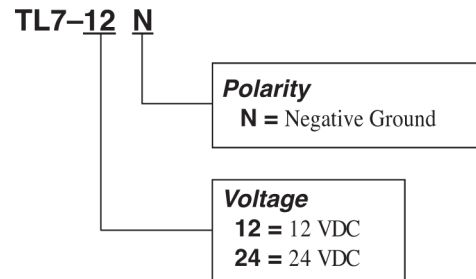 TL7–12 N
Polarity
N = Negative Ground
Voltage
12 = 12 VDC
24 = 24 VDC